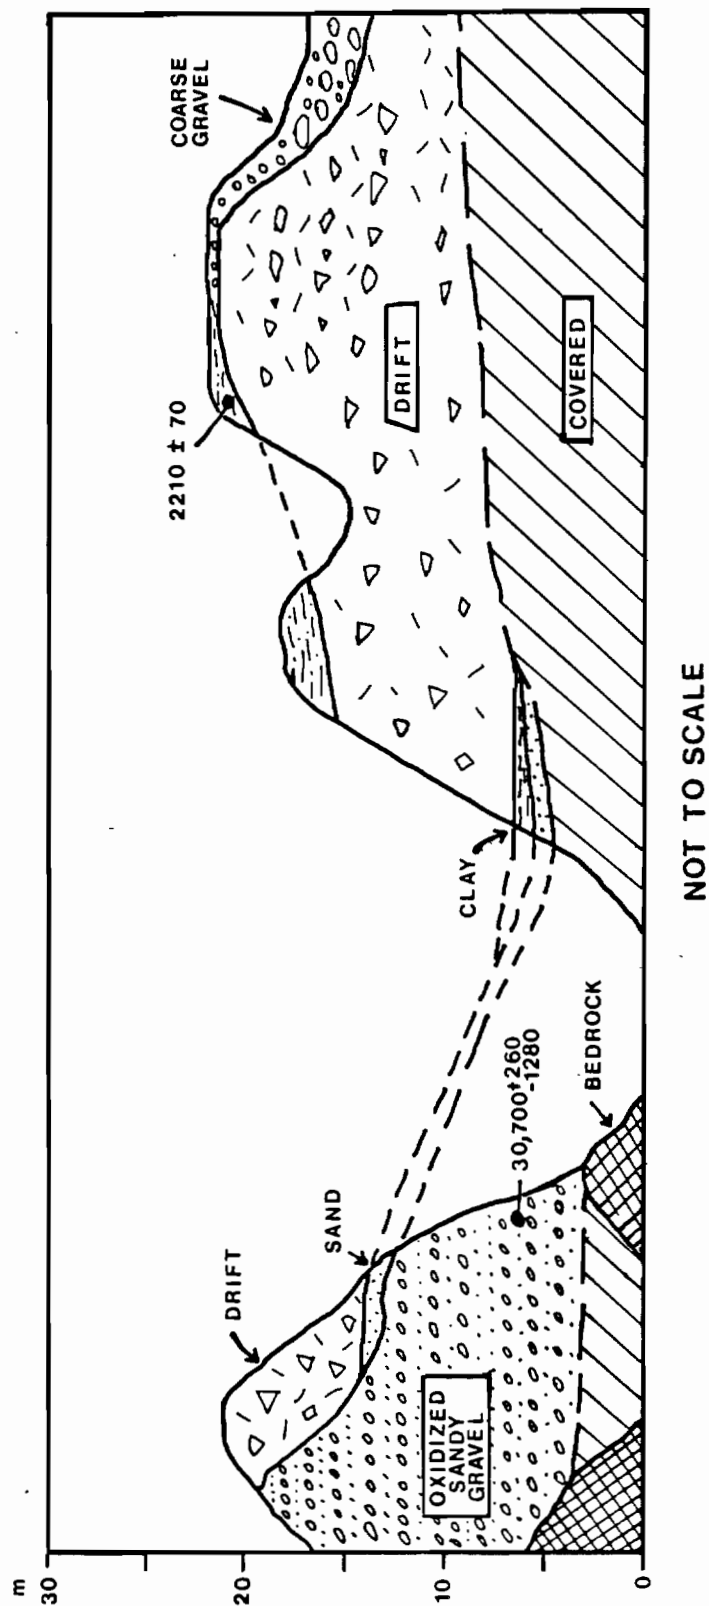 m
30
20
10
0
DRIFT
SAND
OXIDIZED
SANDY
GRAVEL
30,700+260
-1280
BEDROCK
CLAY
2210 ± 70
DRIFT
COVERED
COARSE
GRAVEL
NOT TO SCALE